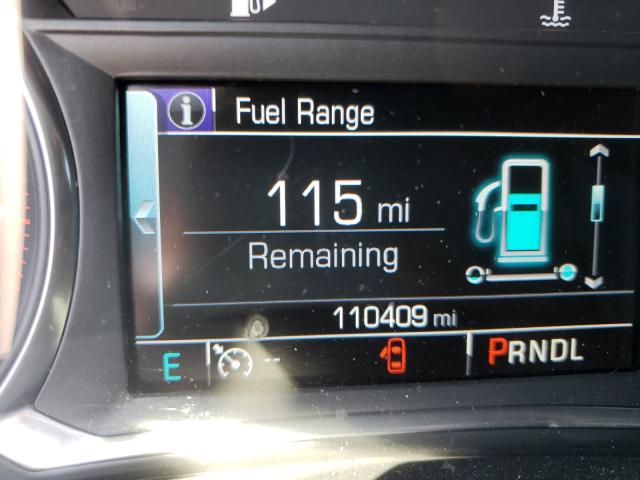 Fuel Range
115 mi
Remaining
110409 mi
E -- PRNDL